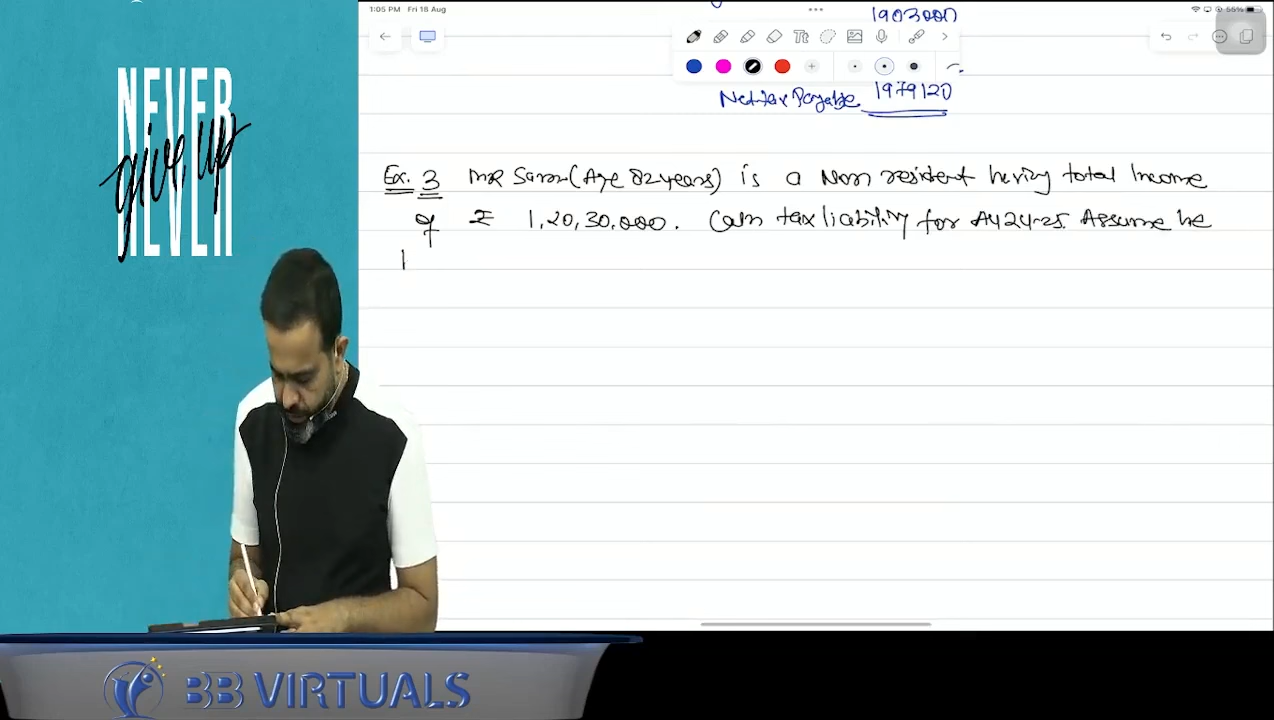 1:05 PM Fri 18 Aug
55%
1903000
Net tax Payable 1979120
NEVER
give up
NEVER
Ex. 3 MR (Age 82 years) is a Non resident having total Income
of ₹ 1,20,30,000. tax liability for AY 24-25. Assume he
BB VIRTUALS